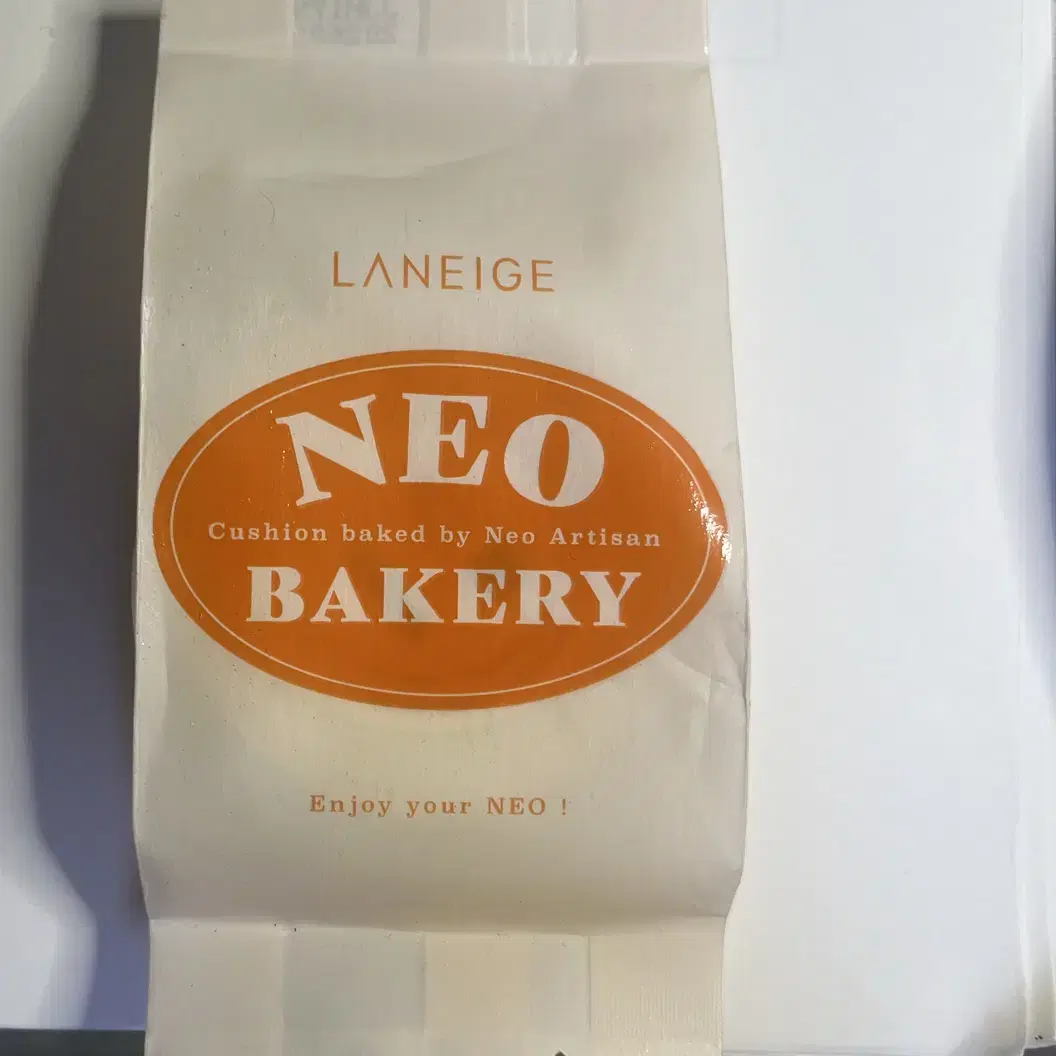 LANEIGE
NEO
Cushion baked by Neo Artisan
BAKERY
Enjoy your NEO !